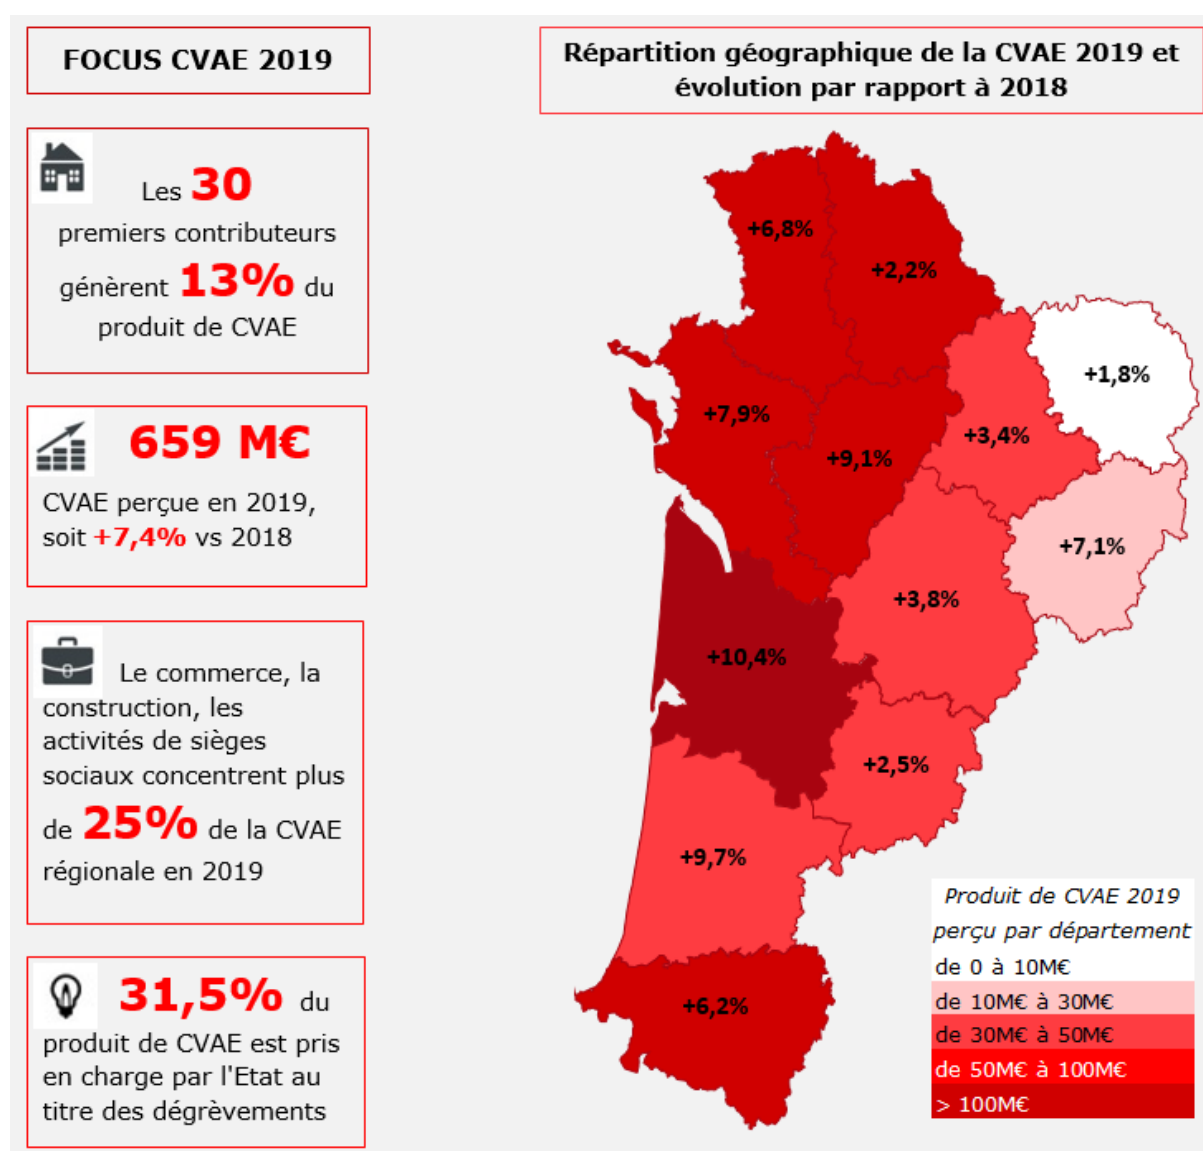 FOCUS CVAE 2019
Les 30
premiers contributeurs
génèrent 13% du
produit de CVAE
659 M€
CVAE perçue en 2019,
soit +7,4% vs 2018
Le commerce, la
construction, les
activités de sièges
sociaux concentrent plus
de 25% de la CVAE
régionale en 2019
31,5% du
produit de CVAE est pris
en charge par l'Etat au
titre des dégrèvements
Répartition géographique de la CVAE 2019 et
évolution par rapport à 2018
+6,8%
+2,2%
+1,8%
+7,9%
+3,4%
+9,1%
+7,1%
+3,8%
+10,4%
+2,5%
+9,7%
+6,2%
Produit de CVAE 2019
perçu par département
de 0 à 10M€
de 10M€ à 30M€
de 30M€ à 50M€
de 50M€ à 100M€
> 100M€